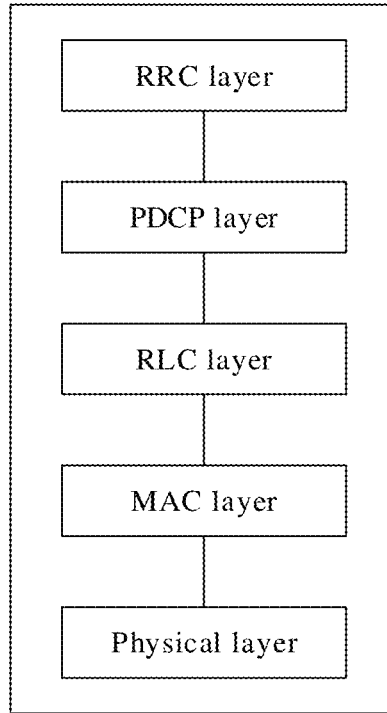 RRC layer
PDCP layer
RLC layer
MAC layer
Physical layer